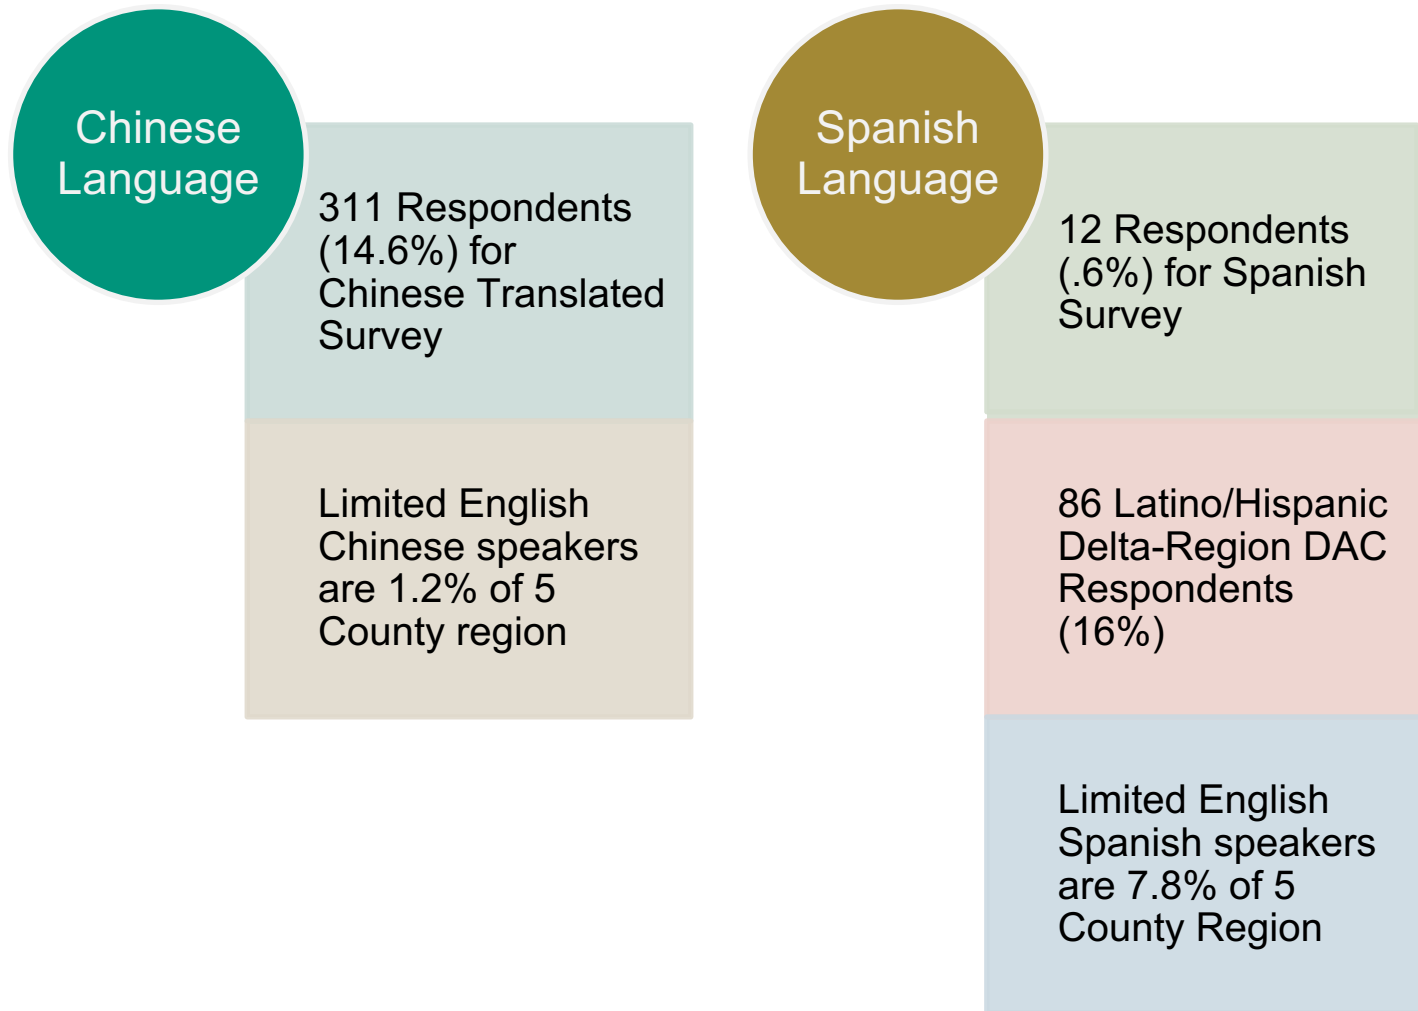 Chinese
Language
311 Respondents
(14.6%) for
Chinese Translated
Survey
Limited English
Chinese speakers
are 1.2% of 5
County region
Spanish
Language
12 Respondents
(.6%) for Spanish
Survey
86 Latino/Hispanic
Delta-Region DAC
Respondents
(16%)
Limited English
Spanish speakers
are 7.8% of 5
County Region